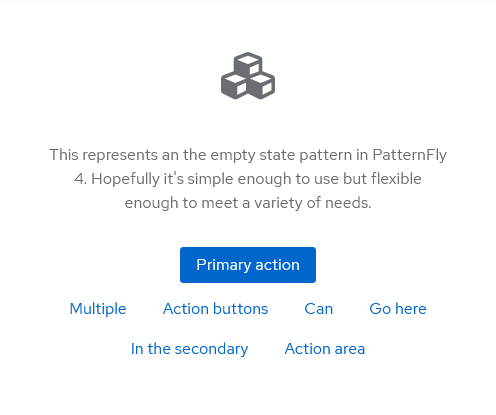 This represents an the empty state pattern in PatternFly
4. Hopefully it's simple enough to use but flexible
enough to meet a variety of needs.
Primary action
Multiple Action buttons Can Go here
In the secondary Action area